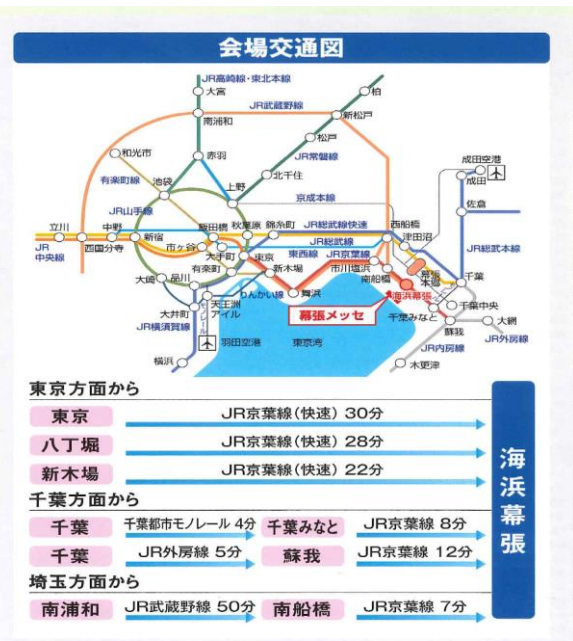 会場交通図
JR高崎線・東北本線
大宮
JR武蔵野線
柏
南浦和
新松戸
松戸
和光市
赤羽
JR常磐線
成田空港
有楽町線
池袋
北千住
成田
上野
京成本線
佐倉
JR山手線
立川
中野
新宿
飯田橋
秋葉原
錦糸町
JR総武線快速
西船橋
津田沼
JR総武線
JR総武本線
JR中央線
西国分寺
市ヶ谷
大手町
東京
東西線
JR京葉線
市川塩浜
幕張本郷
千葉
有楽町
新木場
南船橋
大崎
品川
りんかい線
舞浜
海浜幕張
千葉中央
大井町
天王洲アイル
幕張メッセ
千葉みなと
蘇我
大網
JR横須賀線
モノレール
羽田空港
東京湾
JR内房線
JR外房線
横浜
木更津
東京方面から
東京 JR京葉線(快速) 30分
八丁堀 JR京葉線(快速) 28分
新木場 JR京葉線(快速) 22分
千葉方面から
千葉 千葉都市モノレール 4分 千葉みなと JR京葉線 8分
千葉 JR外房線 5分 蘇我 JR京葉線 12分
埼玉方面から
南浦和 JR武蔵野線 50分 南船橋 JR京葉線 7分
海浜幕張